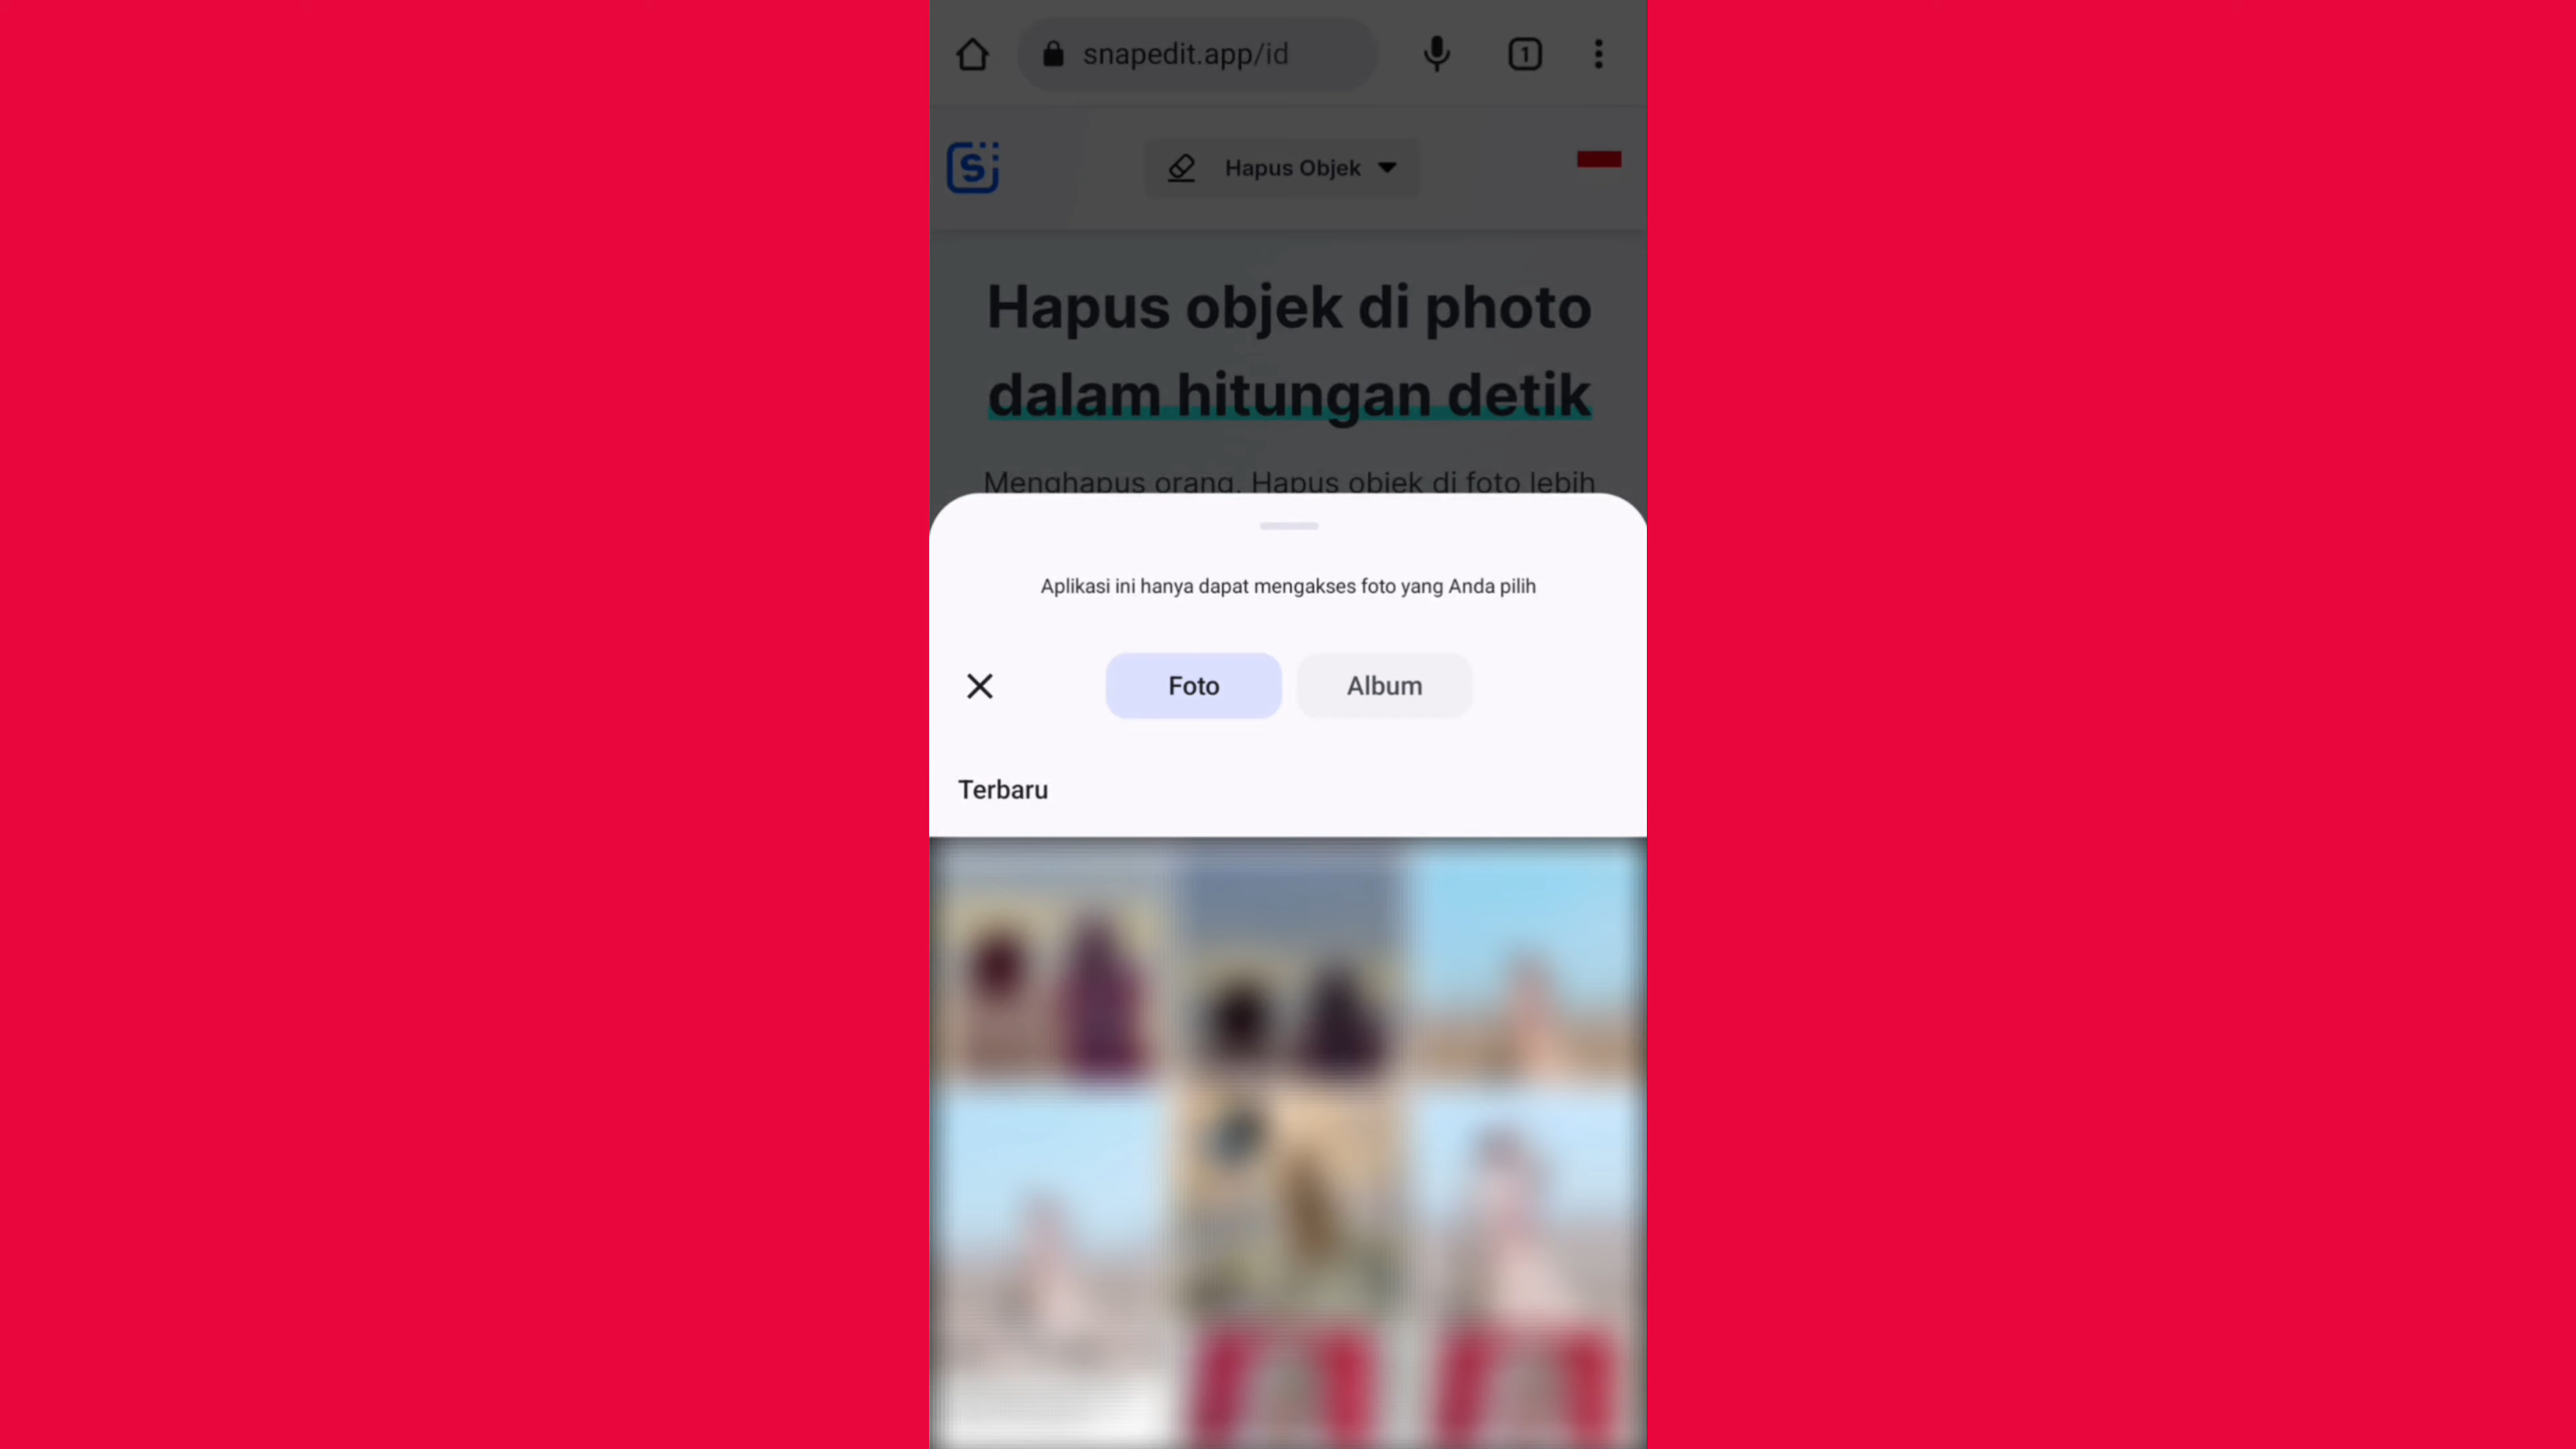 snapedit.app/id
1
S
Hapus Objek
Hapus objek di photo
dalam hitungan detik
Menghapus orang, Hapus objek di foto lebih
Aplikasi ini hanya dapat mengakses foto yang Anda pilih
Foto
Album
Terbaru